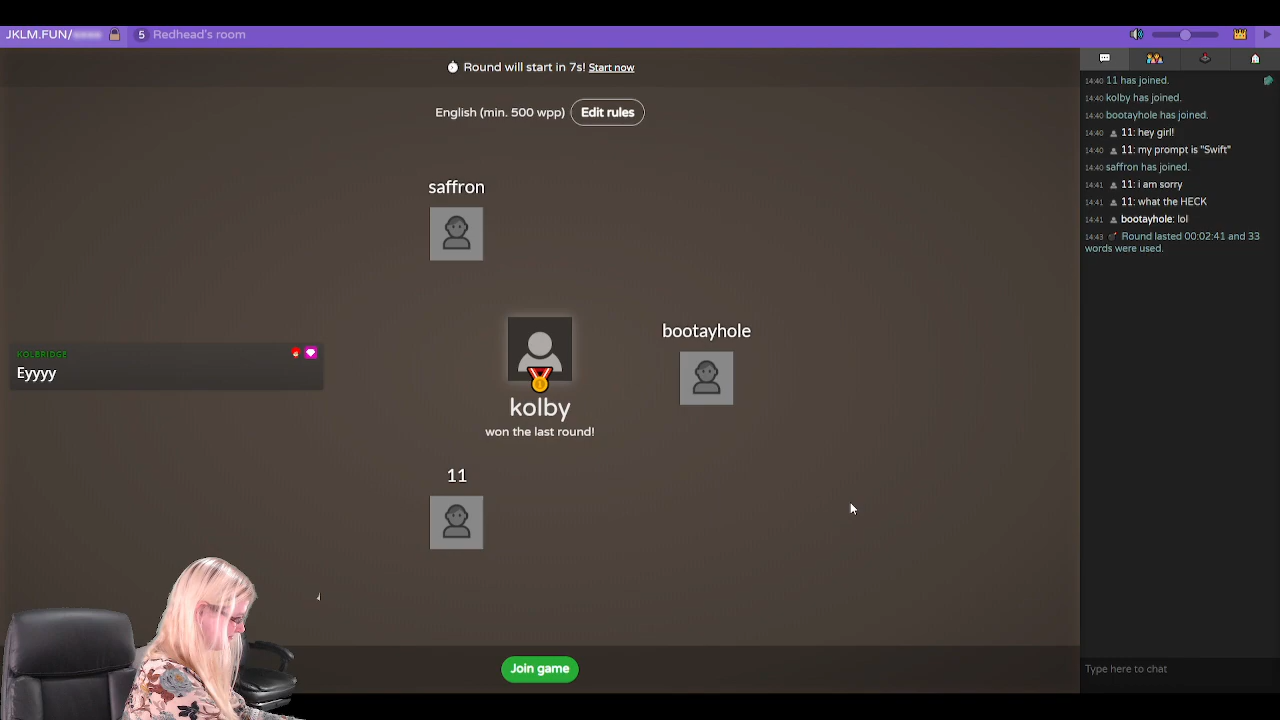 JKLM.FUN/
5 Redhead's room
Round will start in 7s! Start now
English (min. 500 wpp) Edit rules
saffron
bootayhole
kolby
won the last round!
11
Join game
KOLBRIDGE
Eyyyy
14:40 11 has joined.
14:40 kolby has joined.
14:40 bootayhole has joined.
14:40 11: hey girl!
14:40 11: my prompt is "Swift"
14:40 saffron has joined.
14:41 11: i am sorry
14:41 11: what the HECK
14:41 bootayhole: lol
14:43 Round lasted 00:02:41 and 33
words were used.
Type here to chat